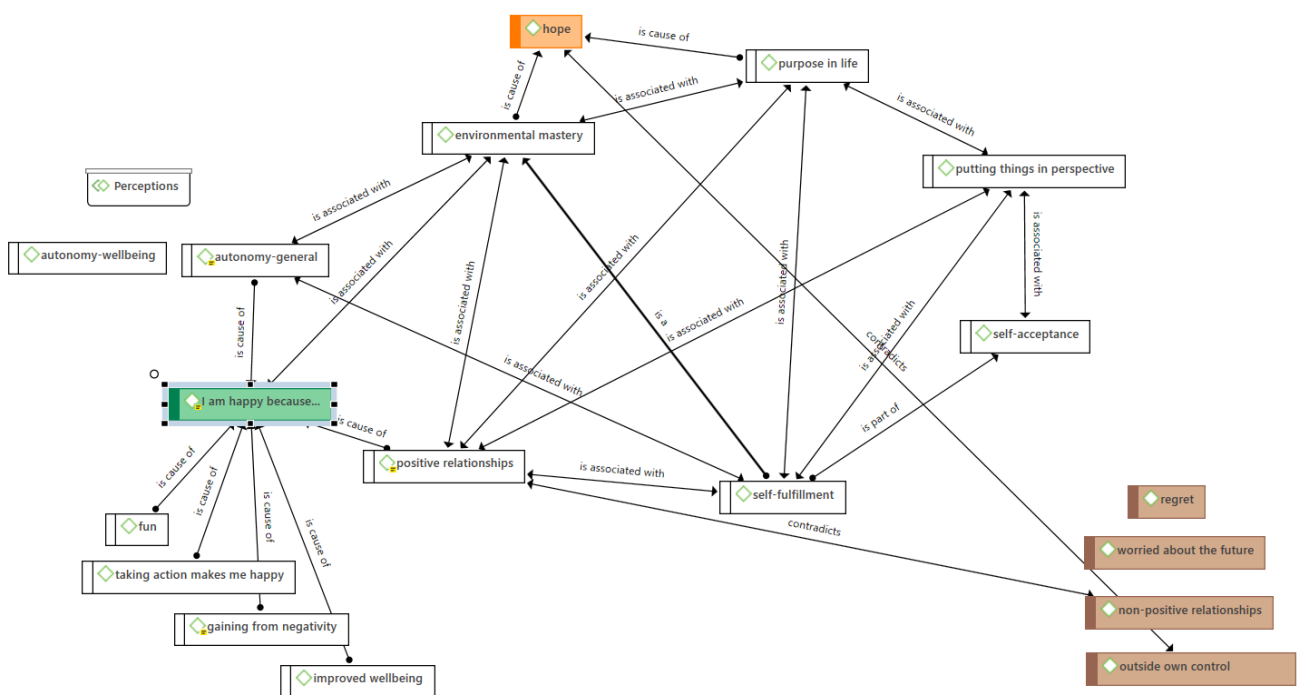 hope
is cause of
purpose in life
is cause of
is associated with
is associated with
environmental mastery
putting things in perspective
Perceptions
is associated with
autonomy-wellbeing
autonomy-general
is associated with
is associated with
is associated with
is associated with
is associated with
is cause of
is a
is associated with
contradicts
is associated with
self-acceptance
is associated with
I am happy because...
is part of
is cause of
positive relationships
is associated with
self-fulfillment
is cause of
is cause of
is cause of
is cause of
contradicts
regret
fun
worried about the future
taking action makes me happy
non-positive relationships
gaining from negativity
outside own control
improved wellbeing